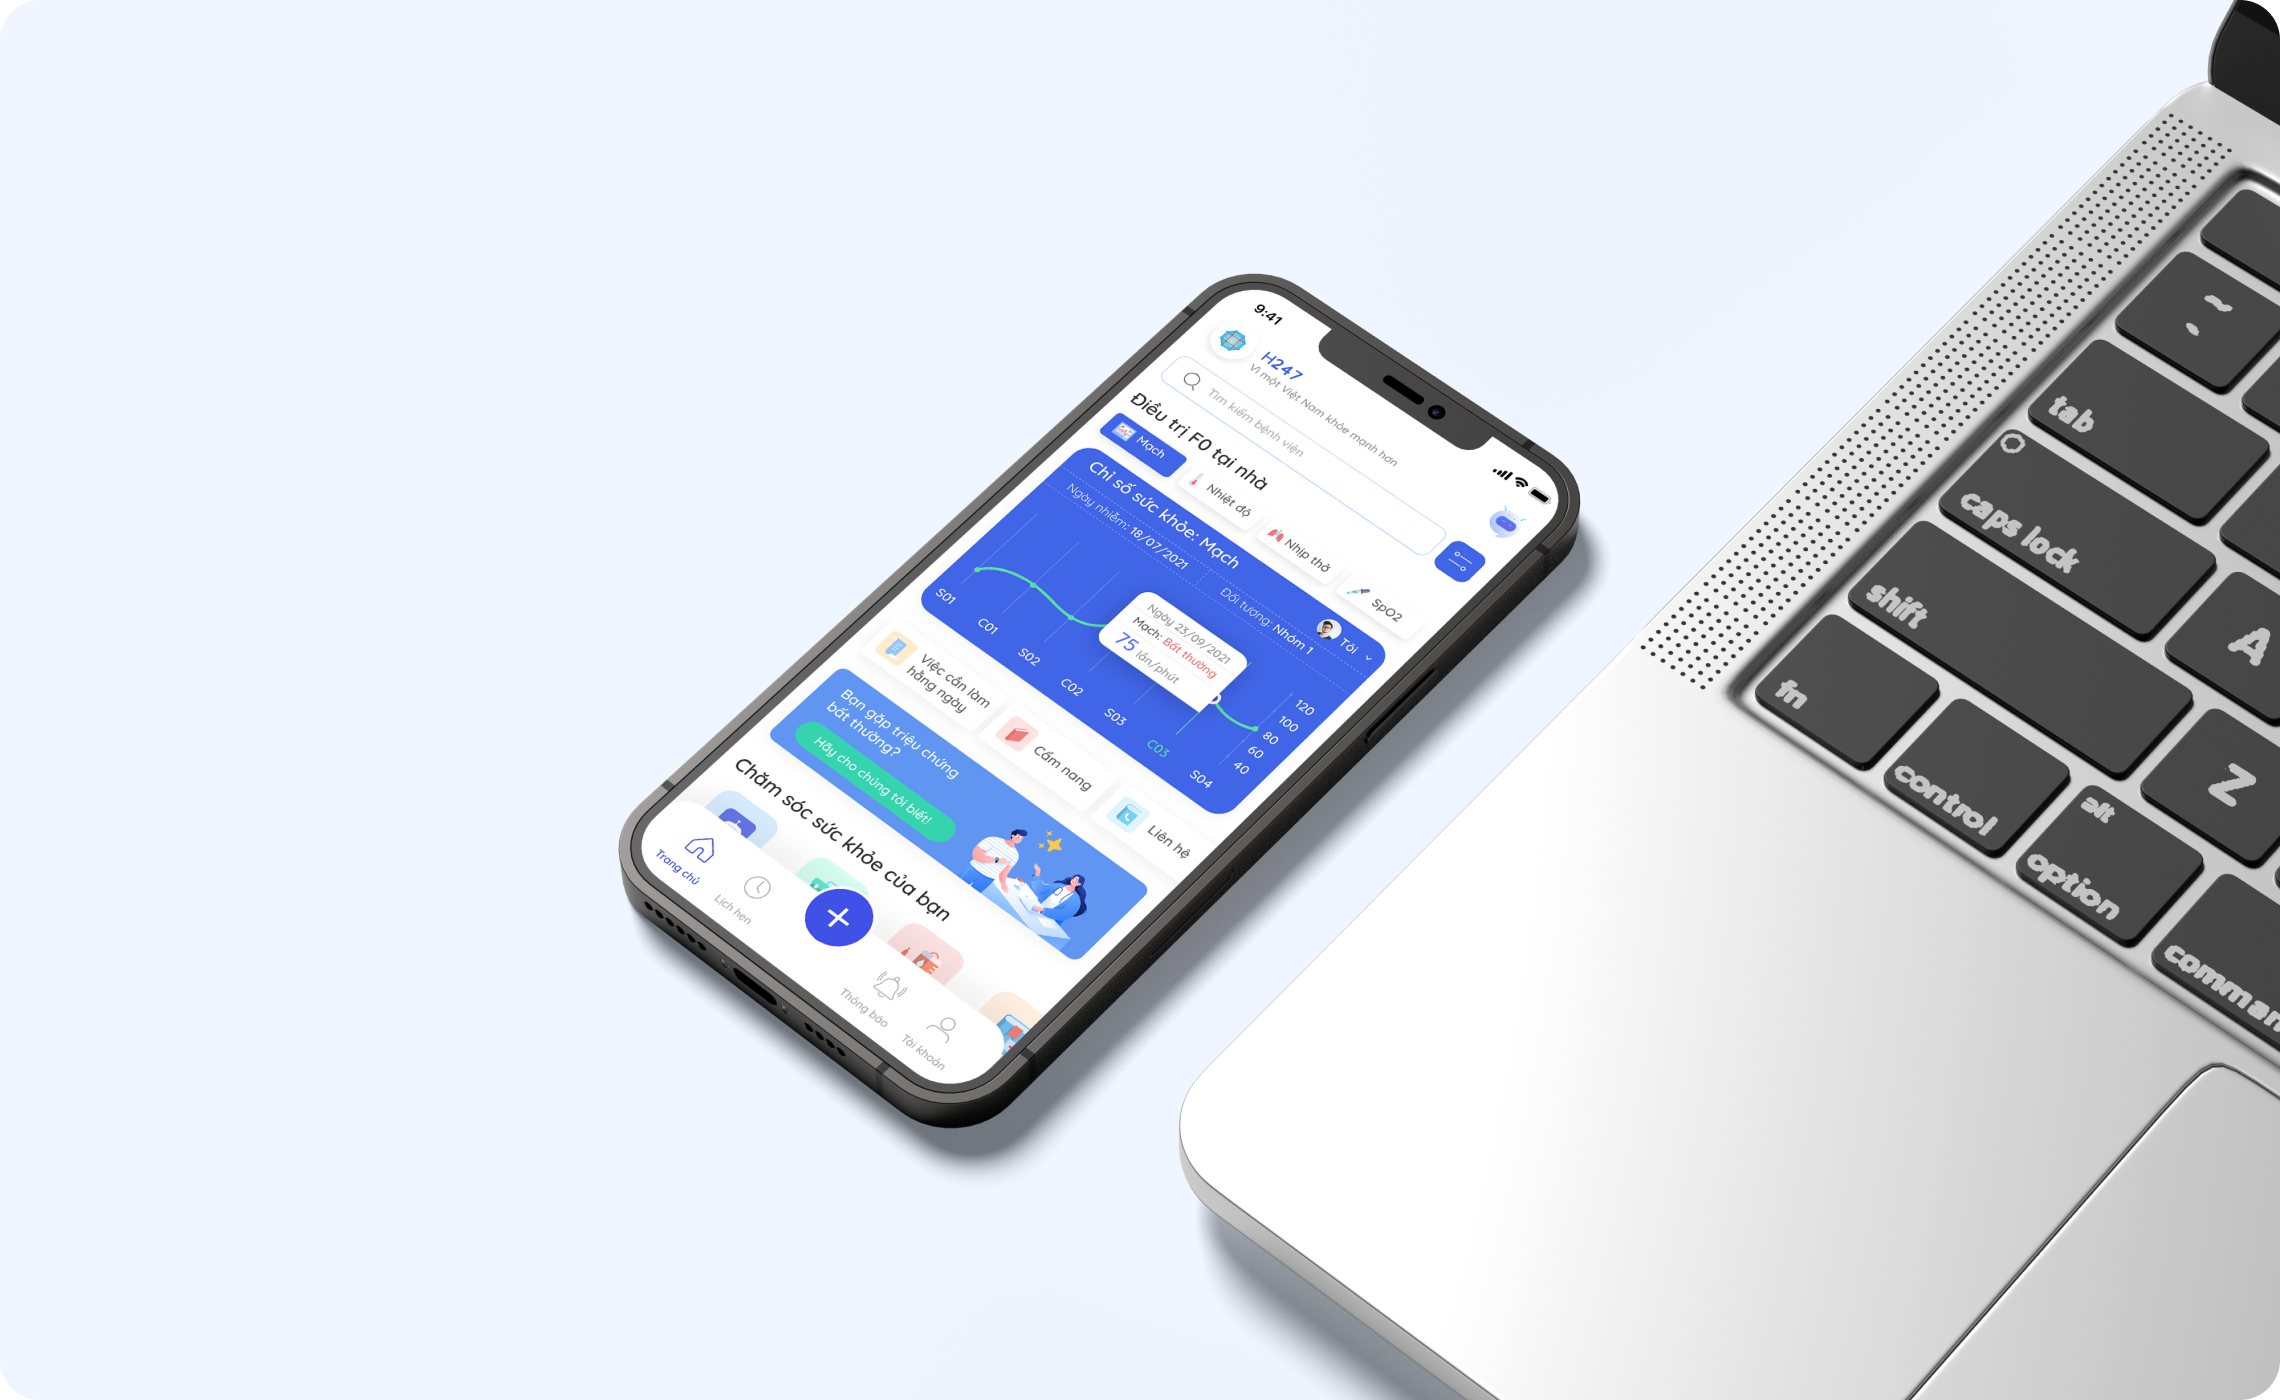 9:41
H247
Vì một Việt Nam khỏe mạnh hơn
Tìm kiếm bệnh viện
Điều trị F0 tại nhà
Mạch
Nhiệt độ
Nhịp thở
SpO2
Chỉ số sức khỏe: Mạch
Tôi
Ngày nhiễm: 18/07/2021
Đối tượng: Nhóm 1
Ngày 23/09/2021
Mạch: Bất thường
75 lần/phút
120
100
80
60
40
S01
C01
S02
C02
S03
C03
S04
Việc cần làm
hằng ngày
Cẩm nang
Liên hệ
Bạn gặp triệu chứng
bất thường?
Hãy cho chúng tôi biết!
Chăm sóc sức khỏe của bạn
Trang chủ
Lịch hẹn
Thông báo
Tài khoản
~
tab
caps lock
A
shift
Z
fn
control
alt
option
comman